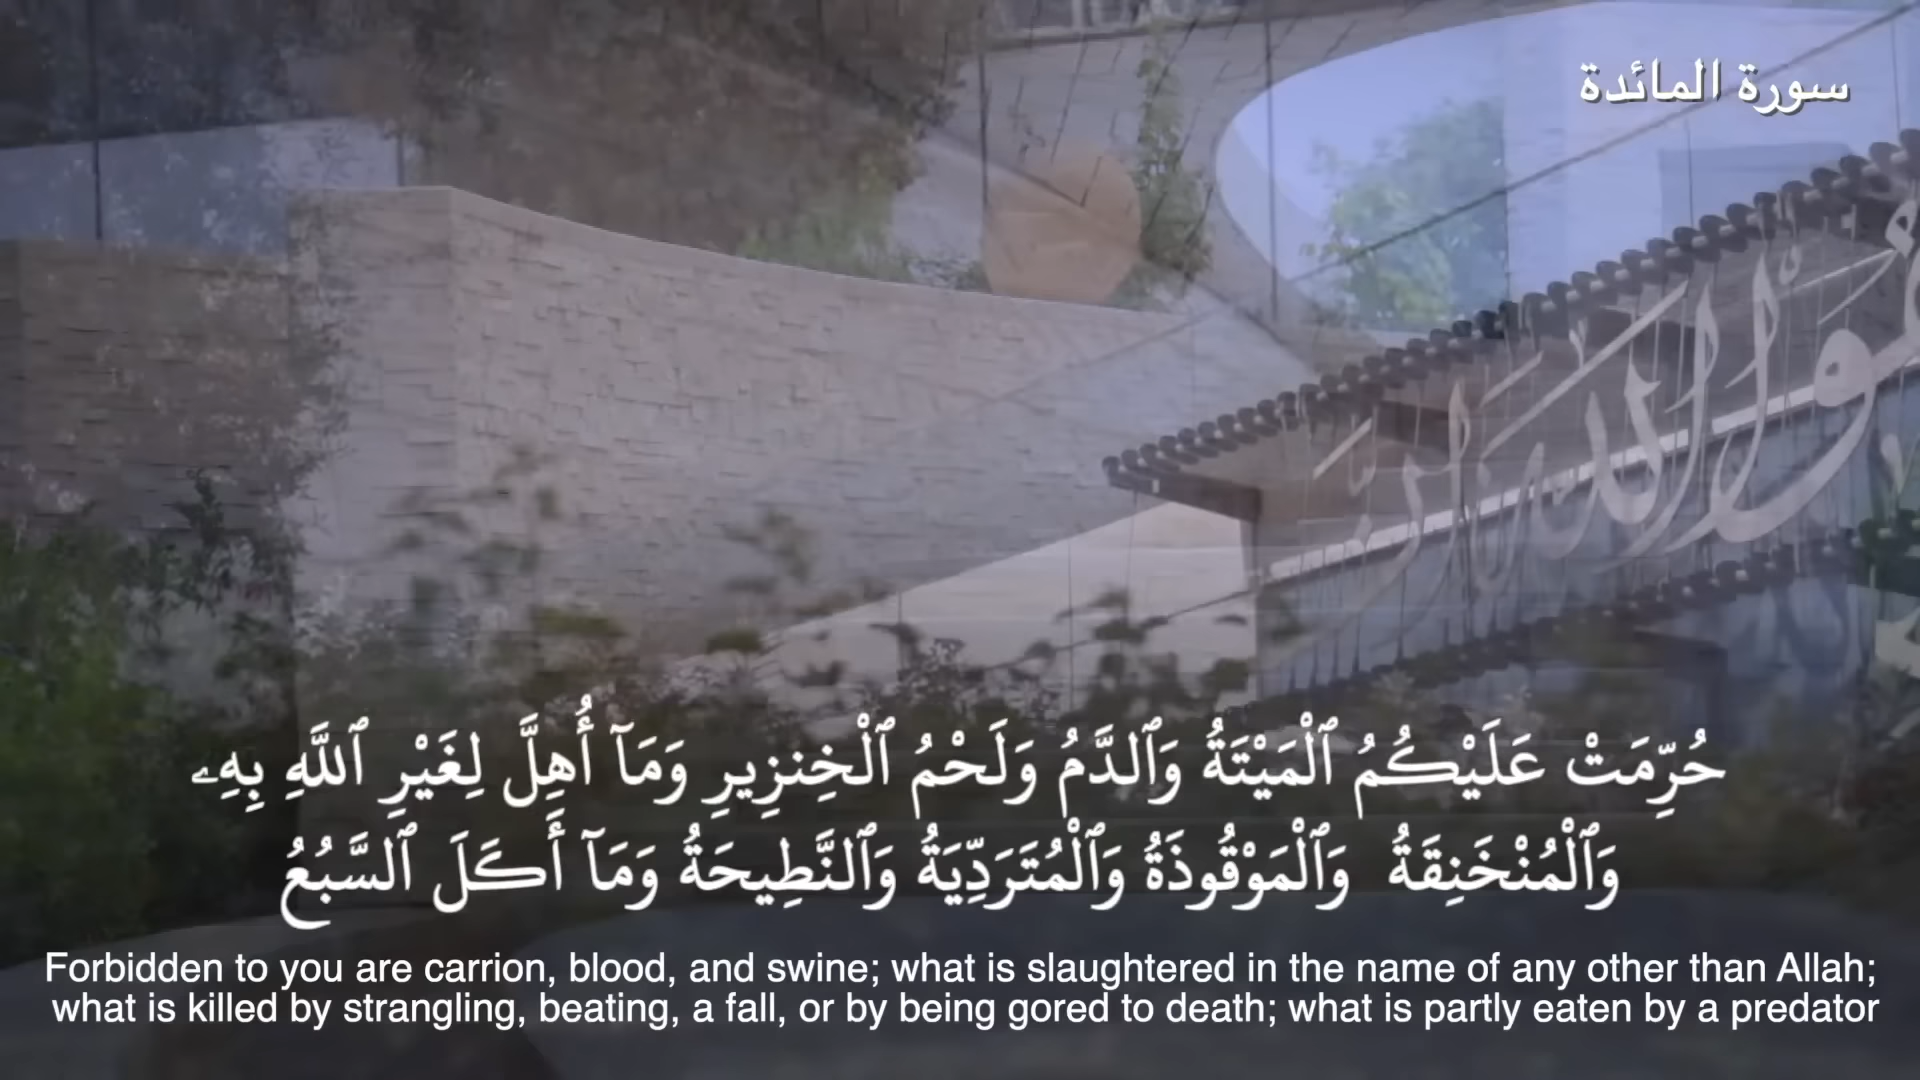 سورة المائدة
حُرِّمَتْ عَلَيْكُمُ ٱلْمَيْتَةُ وَٱلدَّمُ وَلَحْمُ ٱلْخِنزِيرِ وَمَآ أُهِلَّ لِغَيْرِ ٱللَّهِ بِهِۦ
وَٱلْمُنْخَنِقَةُ وَٱلْمَوْقُوذَةُ وَٱلْمُتَرَدِّيَةُ وَٱلنَّطِيحَةُ وَمَآ أَكَلَ ٱلسَّبُعُ
Forbidden to you are carrion, blood, and swine; what is slaughtered in the name of any other than Allah;
what is killed by strangling, beating, a fall, or by being gored to death; what is partly eaten by a predator